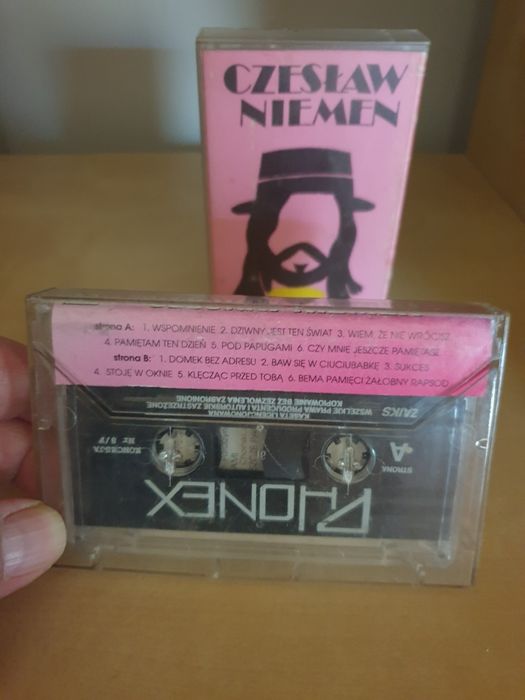 CZESŁAW
NIEMEN
strona A: 1. WSPOMNIENIE 2. DZIWNY JEST TEN ŚWIAT 3. WIEM, ŻE NIE WRÓCISZ
4. PAMIĘTAM TEN DZIEŃ 5. POD PAPUGAMI 6. CZY MNIE JESZCZE PAMIĘTASZ
strona B: 1. DOMEK BEZ ADRESU 2. BAW SIĘ W CIUCIUBABKĘ 3. SUKCES
4. STOJĘ W OKNIE 5. KLĘCZĄC PRZED TOBĄ 6. BEMA PAMIĘCI ŻAŁOBNY RAPSOD
PHONEX
STRONA
A
KONCESJA
KASETA LICENCJONOWANA
WSZELKIE PRAWA PRODUCENTA I AUTORSKIE ZASTRZEŻONE
KOPIOWANIE BEZ ZEZWOLENIA ZABRONIONE
ZAIKS